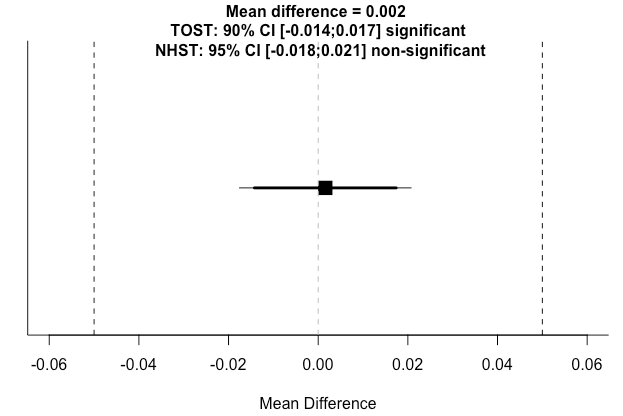 Mean difference = 0.002
TOST: 90% CI [-0.014;0.017] significant
NHST: 95% CI [-0.018;0.021] non-significant
-0.06 -0.04 -0.02 0.00 0.02 0.04 0.06
Mean Difference